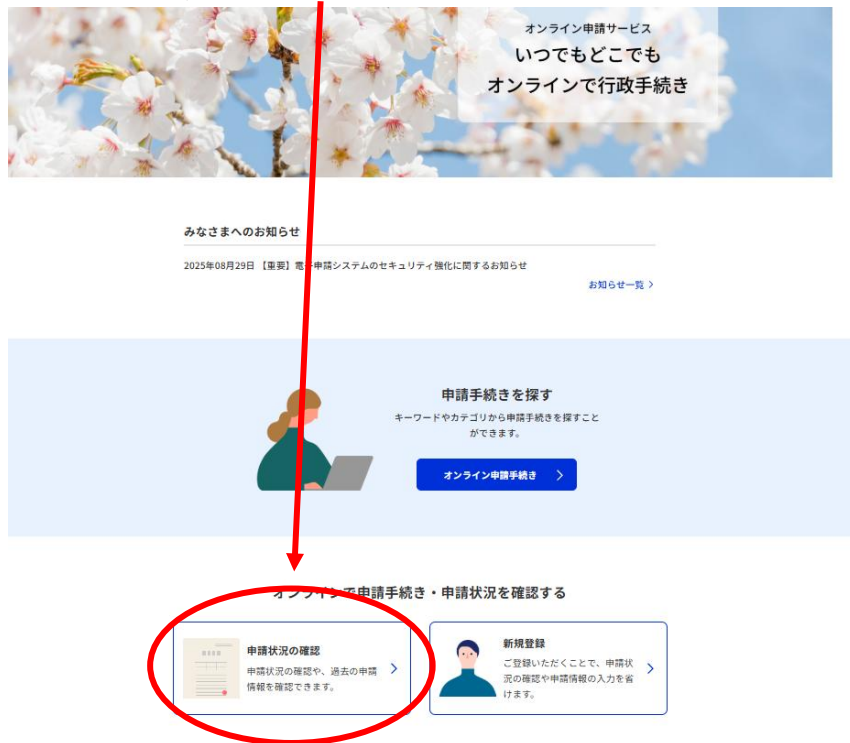 オンライン申請サービス
いつでもどこでも
オンラインで行政手続き
みなさまへのお知らせ
2025年08月29日 【重要】電子申請システムのセキュリティ強化に関するお知らせ
お知らせ一覧
申請手続きを探す
キーワードやカテゴリから申請手続きを探すこと
ができます。
オンライン申請手続き
オンラインで申請手続き・申請状況を確認する
申請状況の確認
申請状況の確認や、過去の申請
情報を確認できます。
新規登録
ご登録いただくことで、申請状
況の確認や申請情報の入力を省
けます。